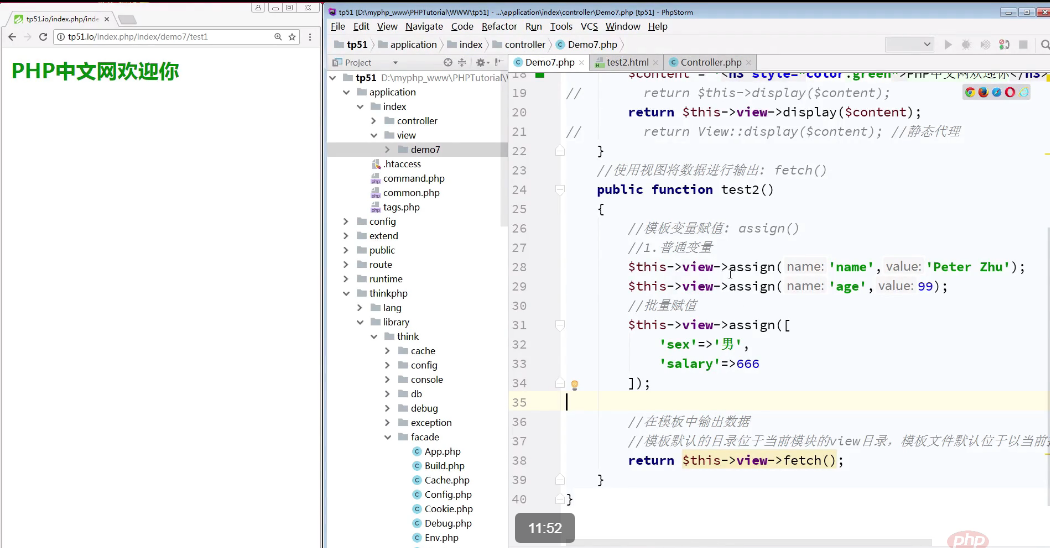 tp51.io/index.php/index/
tp51.io/index.php/index/demo7/test1
PHP中文网欢迎你
tp51 [D:\myphp_www\PHPTutorial\WWW\tp51] - ...\application\index\controller\Demo7.php [tp51] - PhpStorm
File Edit View Navigate Code Refactor Run Tools VCS Window Help
tp51 application index controller Demo7.php
Project
Demo7.php test2.html Controller.php
tp51 D:\myphp_www\PHPTutorial\
application
index
controller
view
demo7
.htaccess
command.php
common.php
tags.php
config
extend
public
route
runtime
thinkphp
lang
library
think
cache
config
console
db
debug
exception
facade
App.php
Build.php
Cache.php
Config.php
Cookie.php
Debug.php
Env.php
18 $content = '<h3 style="color:green">PHP中文网欢迎你</h3>
19 // return $this->display($content);
20 return $this->view->display($content);
21 // return View::display($content); //静态代理
22 }
23 //使用视图将数据进行输出: fetch()
24 public function test2()
25 {
26 //模板变量赋值: assign()
27 //1.普通变量
28 $this->view->assign( name: 'name', value: 'Peter Zhu');
29 $this->view->assign( name: 'age', value: 99);
30 //批量赋值
31 $this->view->assign([
32 'sex'=>'男',
33 'salary'=>666
34 ]);
35
36 //在模板中输出数据
37 //模板默认的目录位于当前模块的view目录, 模板文件默认位于以当前
38 return $this->view->fetch();
39 }
40 }
11:52
php